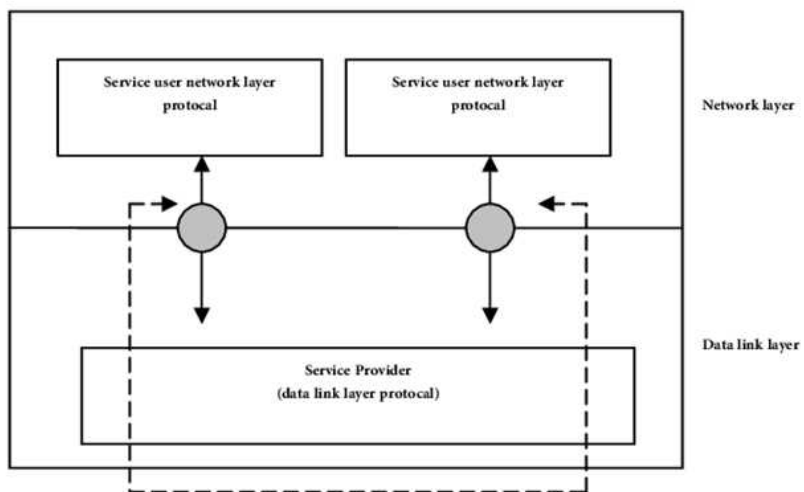 Service user network layer
protocal
Service user network layer
protocal
Network layer
Data link layer
Service Provider
(data link layer protocal)